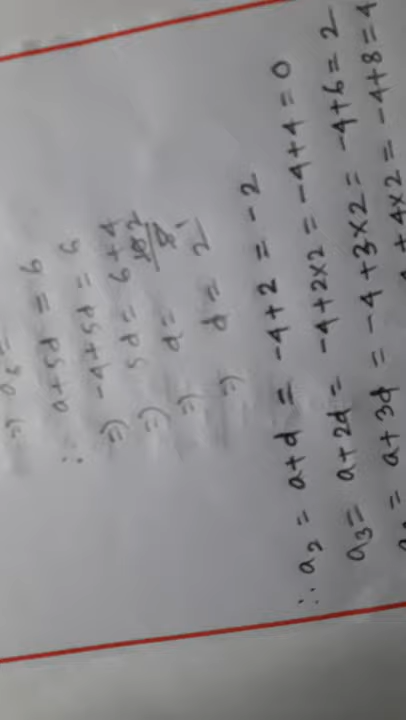 ⇒ a₆ =
∴ a+5d = 6
⇒ -4+5d = 6
⇒ 5d = 6+4
⇒ d = 10/5
⇒ d = 2
∴ a₂ = a+d = -4+2 = -2
a₃ = a+2d = -4+2×2 = -4+4 = 0
= a+3d = -4+3×2 = -4+6 = 2
+4×2 = -4+8 = 4